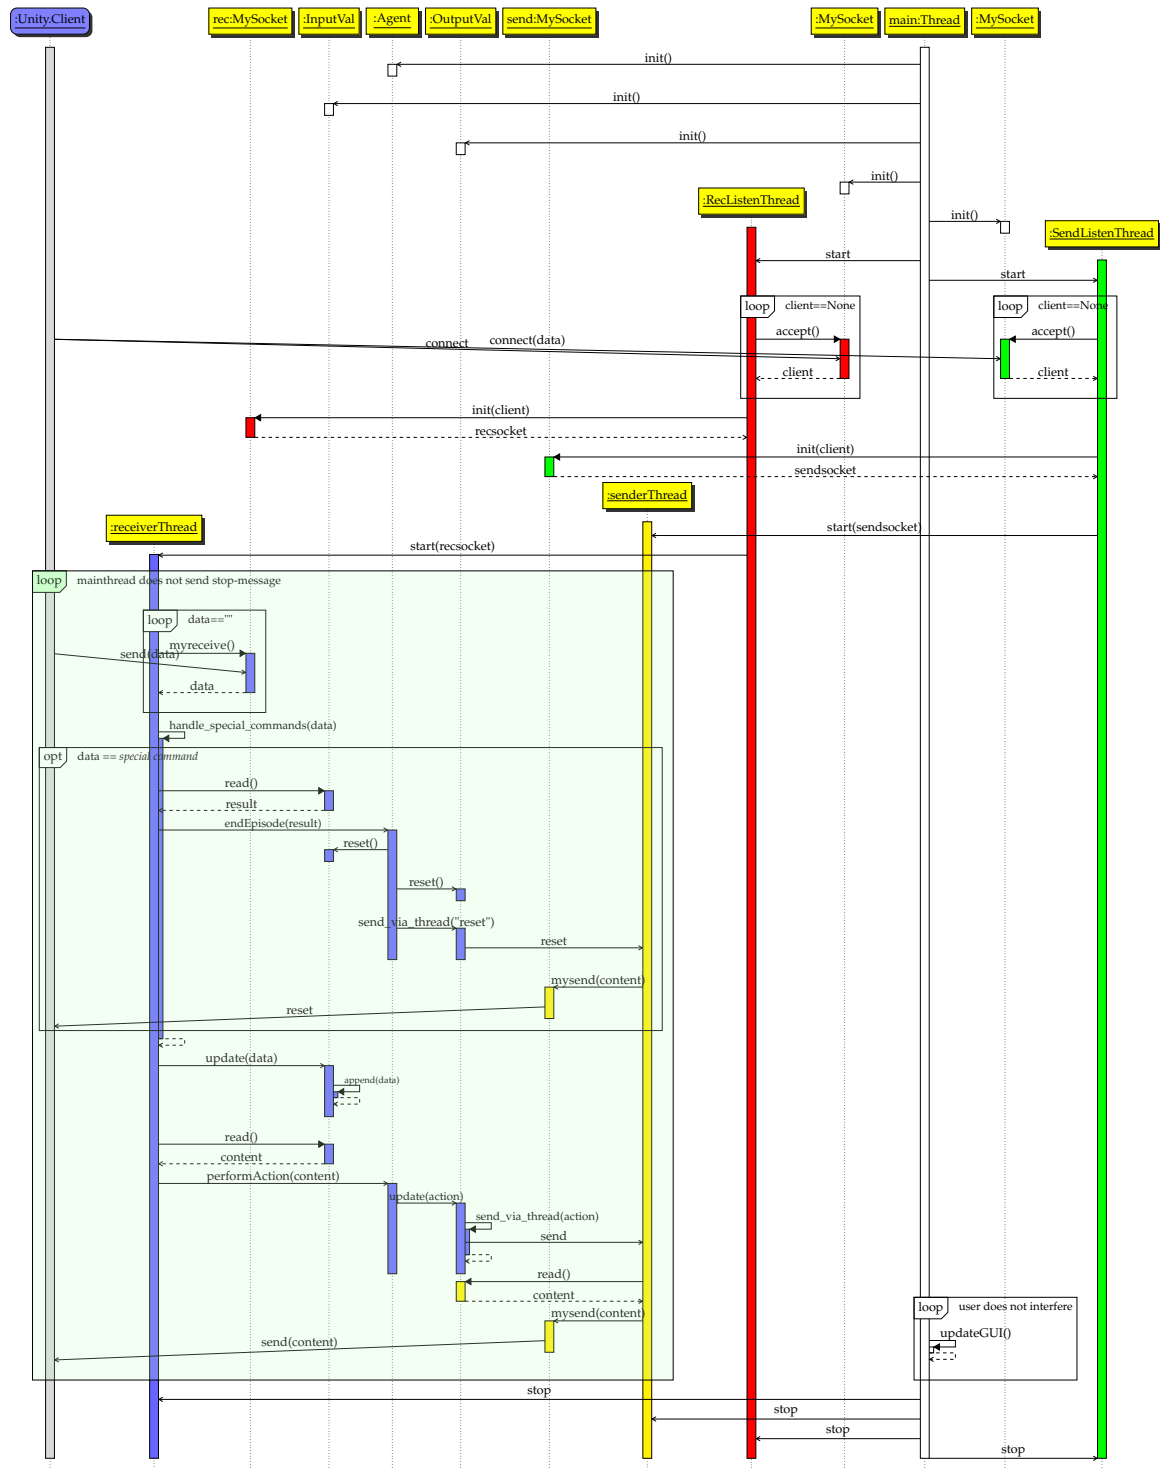 :Unity.Client
rec:MySocket
:InputVal
:Agent
:OutputVal
send:MySocket
:MySocket
main:Thread
:MySocket
init()
init()
init()
init()
:RecListenThread
init()
:SendListenThread
start
start
loop client==None
loop client==None
accept()
accept()
connect
connect(data)
client
client
init(client)
recsocket
init(client)
sendsocket
:senderThread
:receiverThread
start(sendsocket)
start(recsocket)
loop mainthread does not send stop-message
loop data==""
myreceive()
send(data)
data
handle_special_commands(data)
opt data == special command
read()
result
endEpisode(result)
reset()
reset()
send_via_thread("reset")
reset
mysend(content)
reset
update(data)
append(data)
read()
content
performAction(content)
update(action)
send_via_thread(action)
send
read()
content
loop user does not interfere
mysend(content)
updateGUI()
send(content)
stop
stop
stop
stop